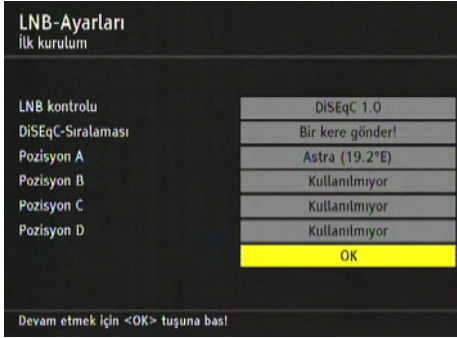 LNB-Ayarları
İlk kurulum
LNB kontrolu DiSEqC 1.0
DiSEqC-Sıralaması Bir kere gönder!
Pozisyon A Astra (19.2°E)
Pozisyon B Kullanılmıyor
Pozisyon C Kullanılmıyor
Pozisyon D Kullanılmıyor
OK
Devam etmek için <OK> tuşuna bas!